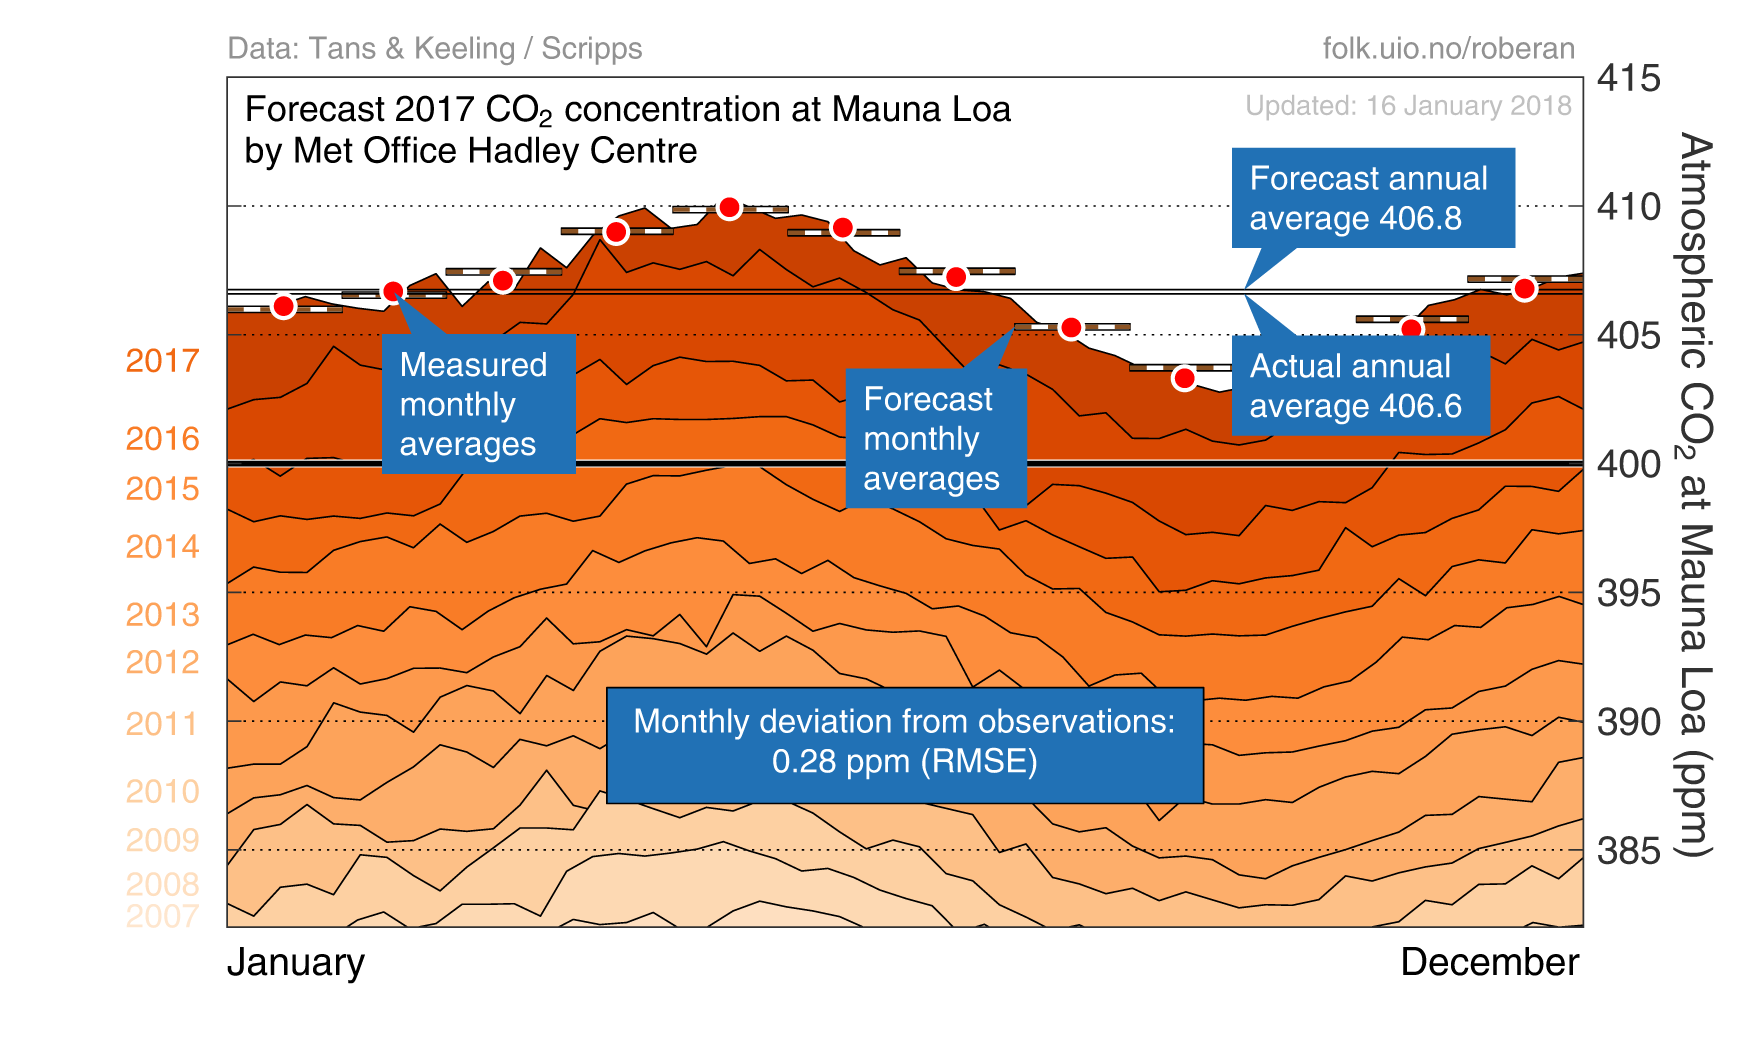 Data: Tans & Keeling / Scripps
folk.uio.no/roberan
Forecast 2017 CO₂ concentration at Mauna Loa
by Met Office Hadley Centre
Updated: 16 January 2018
Forecast annual
average 406.8
Actual annual
average 406.6
Measured
monthly
averages
Forecast
monthly
averages
Monthly deviation from observations:
0.28 ppm (RMSE)
2017
2016
2015
2014
2013
2012
2011
2010
2009
2008
2007
415
410
405
400
395
390
385
Atmospheric CO₂ at Mauna Loa (ppm)
January
December